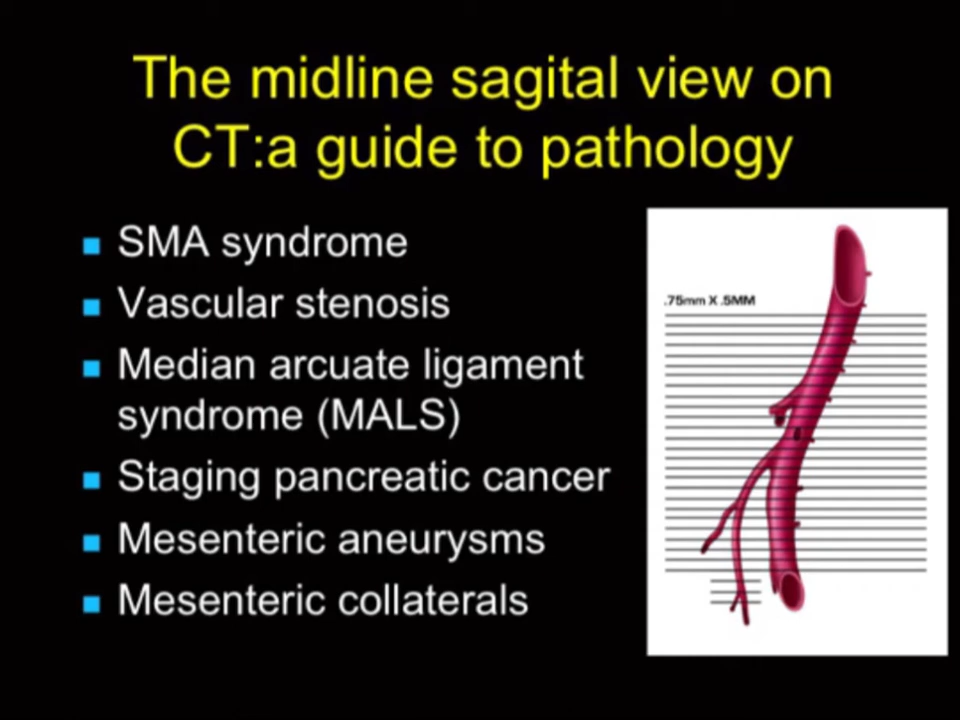 The midline sagital view on
CT:a guide to pathology
SMA syndrome
Vascular stenosis
Median arcuate ligament
syndrome (MALS)
Staging pancreatic cancer
Mesenteric aneurysms
Mesenteric collaterals
.75mm X .5MM